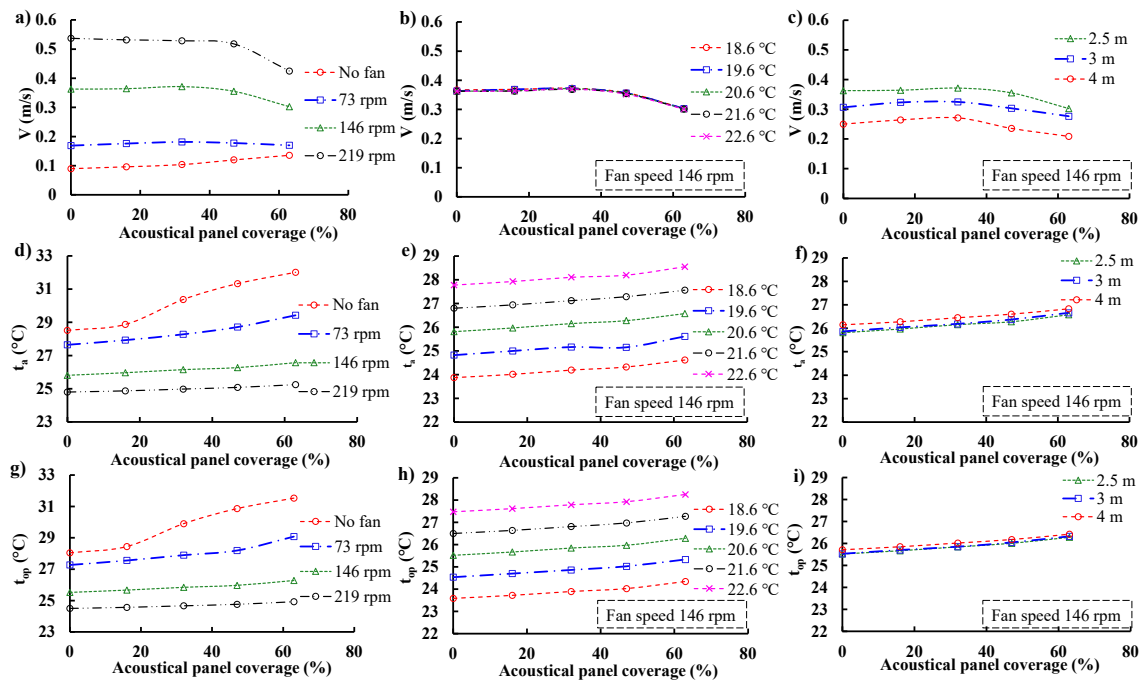 a)
0.6
0.5
0.4
0.3
0.2
0.1
0
V (m/s)
0 20 40 60 80
Acoustical panel coverage (%)
No fan
73 rpm
146 rpm
219 rpm
b)
0.6
0.5
0.4
0.3
0.2
0.1
0
V (m/s)
0 20 40 60 80
Acoustical panel coverage (%)
18.6 ℃
19.6 ℃
20.6 ℃
21.6 ℃
22.6 ℃
Fan speed 146 rpm
c)
0.6
0.5
0.4
0.3
0.2
0.1
0
V (m/s)
0 20 40 60 80
Acoustical panel coverage (%)
2.5 m
3 m
4 m
Fan speed 146 rpm
d)
33
31
29
27
25
23
ta (°C)
0 20 40 60 80
Acoustical panel coverage (%)
No fan
73 rpm
146 rpm
219 rpm
e)
29
28
27
26
25
24
23
22
ta (°C)
0 20 40 60 80
Acoustical panel coverage (%)
18.6 ℃
19.6 ℃
20.6 ℃
21.6 ℃
22.6 ℃
Fan speed 146 rpm
f)
29
28
27
26
25
24
23
22
ta (°C)
0 20 40 60 80
Acoustical panel coverage (%)
2.5 m
3 m
4 m
Fan speed 146 rpm
g)
33
31
29
27
25
23
top (°C)
0 20 40 60 80
Acoustical panel coverage (%)
No fan
73 rpm
146 rpm
219 rpm
h)
29
28
27
26
25
24
23
22
top (°C)
0 20 40 60 80
Acoustical panel coverage (%)
18.6 ℃
19.6 ℃
20.6 ℃
21.6 ℃
22.6 ℃
Fan speed 146 rpm
i)
29
28
27
26
25
24
23
22
top (°C)
0 20 40 60 80
Acoustical panel coverage (%)
2.5 m
3 m
4 m
Fan speed 146 rpm